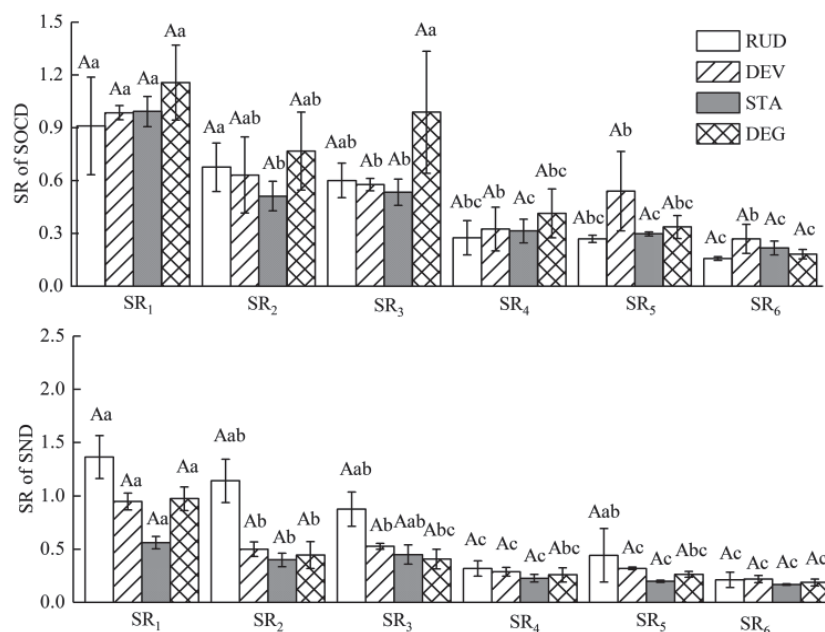 1.5
1.2
0.9
0.6
0.3
0.0
SR of SOCD
RUD
DEV
STA
DEG
Aa Aa Aa Aa
Aa Aab Ab Aab
Aab Ab Ab Aa
Abc Ab Ac Abc
Abc Ab Ac Abc
Ac Ab Ac Ac
SR₁ SR₂ SR₃ SR₄ SR₅ SR₆
2.5
2.0
1.5
1.0
0.5
0.0
SR of SND
Aa Aa Aa Aa
Aab Ab Ab Ab
Aab Ab Aab Abc
Ac Ac Ac Abc
Aab Ac Ac Abc
Ac Ac Ac Ac
SR₁ SR₂ SR₃ SR₄ SR₅ SR₆